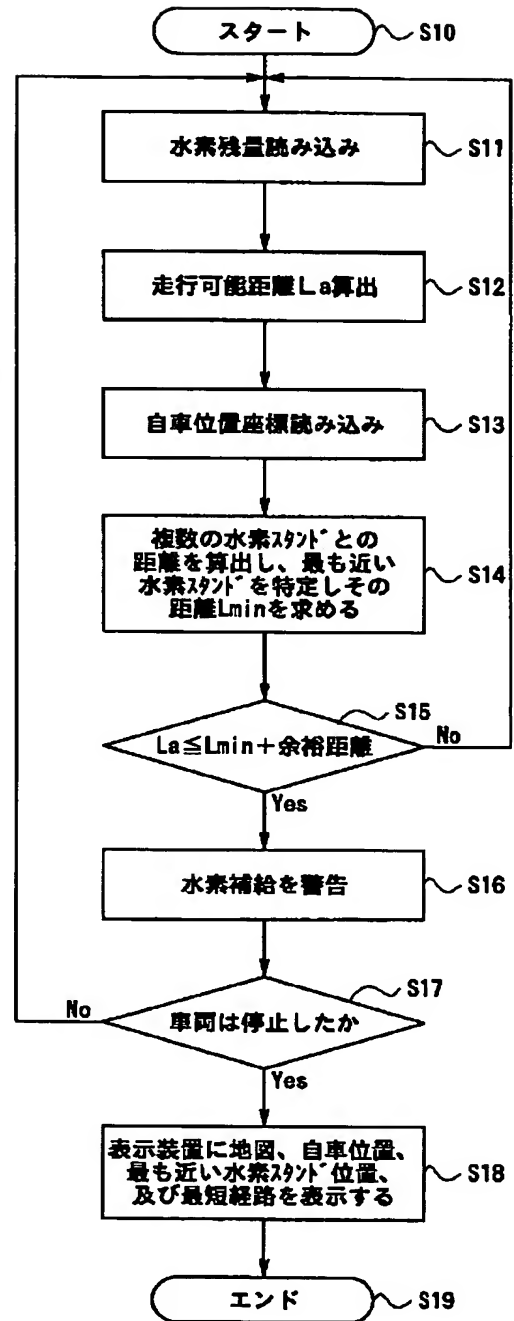 スタート
S10
水素残量読み込み
S11
走行可能距離La算出
S12
自車位置座標読み込み
S13
複数の水素ｽﾀﾝﾄﾞとの
距離を算出し、最も近い
水素ｽﾀﾝﾄﾞを特定しその
距離Lminを求める
S14
S15
La≦Lmin＋余裕距離
No
Yes
水素補給を警告
S16
S17
No
車両は停止したか
Yes
表示装置に地図、自車位置、
最も近い水素ｽﾀﾝﾄﾞ位置、
及び最短経路を表示する
S18
エンド
S19